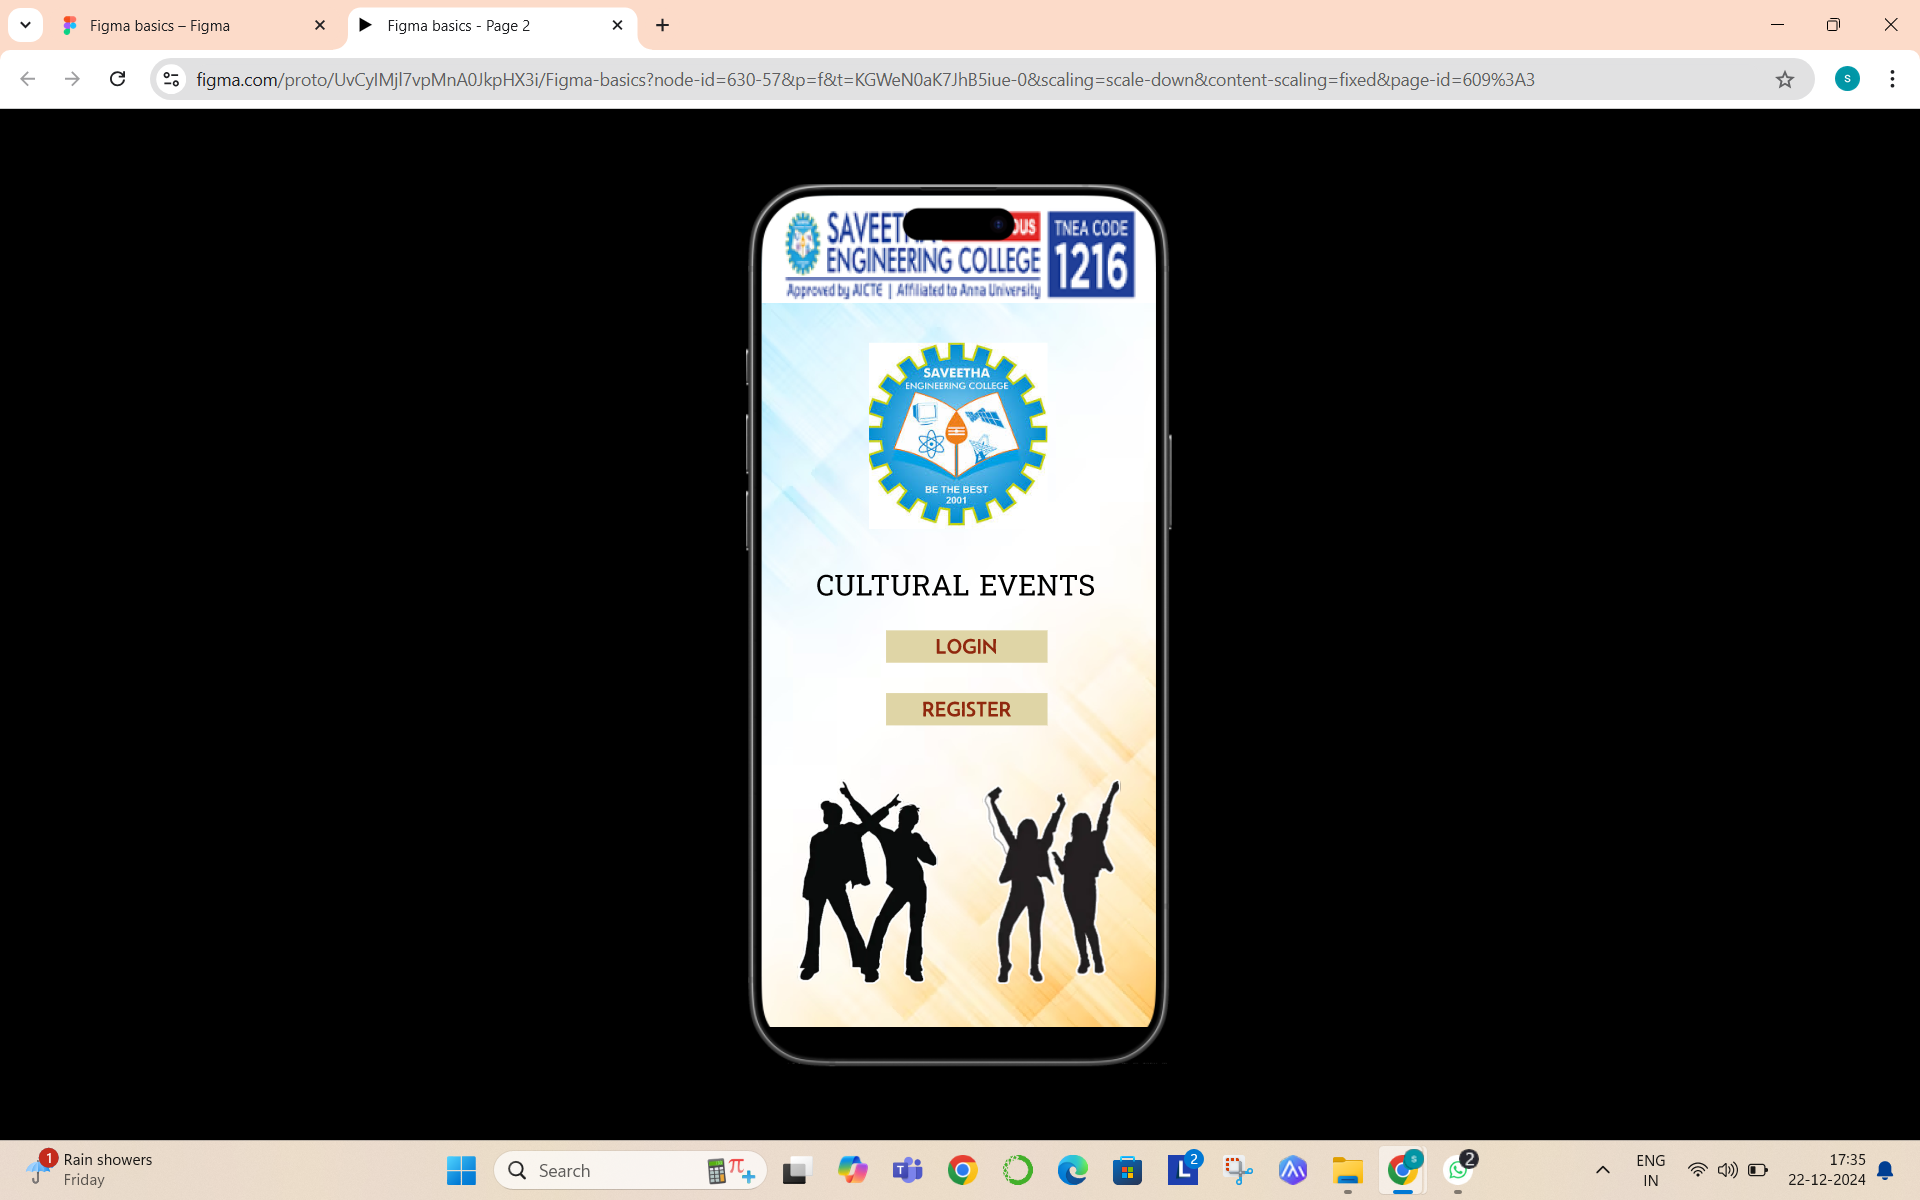 Figma basics – Figma
Figma basics - Page 2
figma.com/proto/UvCyIMjl7vpMnA0JkpHX3i/Figma-basics?node-id=630-57&p=f&t=KGWeN0aK7JhB5iue-0&scaling=scale-down&content-scaling=fixed&page-id=609%3A3
S
SAVEETH OUS
ENGINEERING COLLEGE
Approved by AICTE | Affiliated to Anna University
TNEA CODE
1216
SAVEETHA
ENGINEERING COLLEGE
BE THE BEST
2001
CULTURAL EVENTS
LOGIN
REGISTER
1
Rain showers
Friday
Search
2
S
2
ENG
IN
17:35
22-12-2024